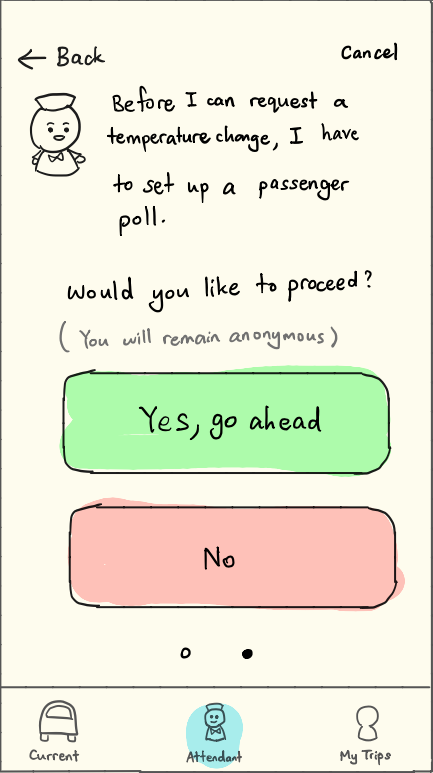 ← Back
Cancel
Before I can request a
temperature change, I have
to set up a passenger
poll.
Would you like to proceed?
(You will remain anonymous)
Yes, go ahead
No
Current
Attendant
My Trips